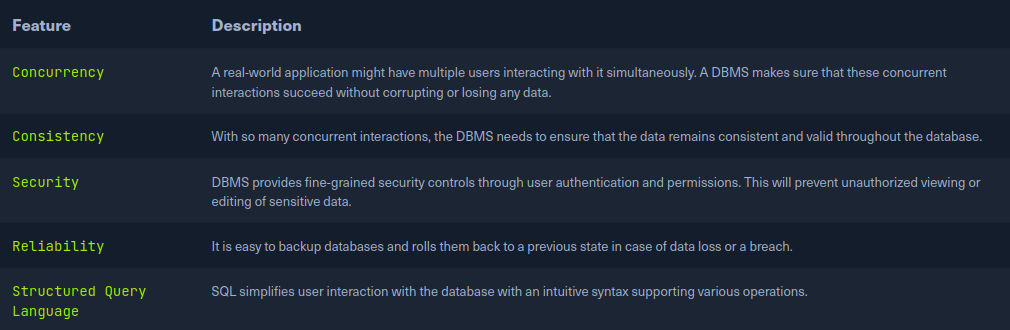 Feature Description
Concurrency A real-world application might have multiple users interacting with it simultaneously. A DBMS makes sure that these concurrent
interactions succeed without corrupting or losing any data.
Consistency With so many concurrent interactions, the DBMS needs to ensure that the data remains consistent and valid throughout the database.
Security DBMS provides fine-grained security controls through user authentication and permissions. This will prevent unauthorized viewing or
editing of sensitive data.
Reliability It is easy to backup databases and rolls them back to a previous state in case of data loss or a breach.
Structured Query SQL simplifies user interaction with the database with an intuitive syntax supporting various operations.
Language